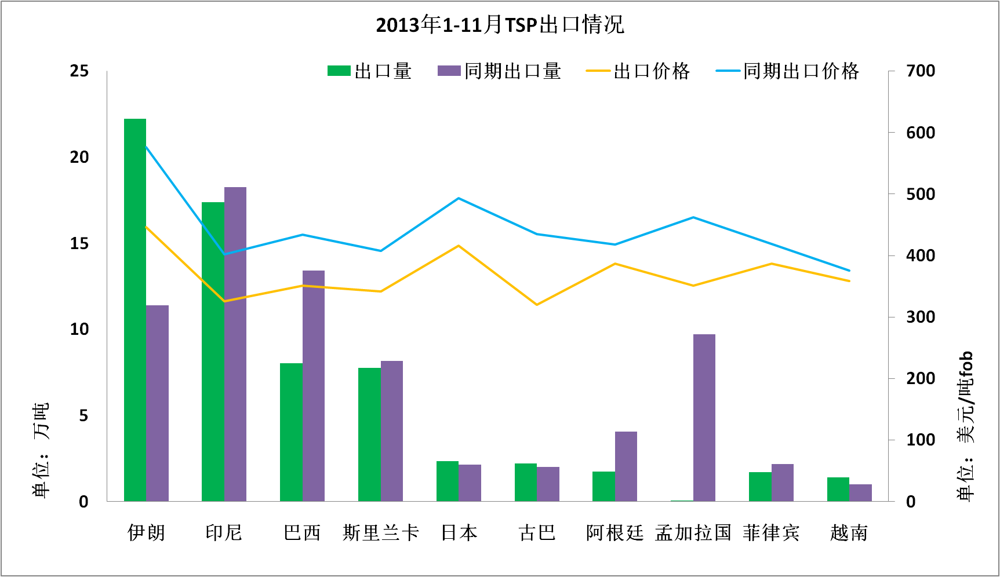 2013年1-11月TSP出口情况
出口量 同期出口量 出口价格 同期出口价格
25
20
15
10
5
0
单位：万吨
700
600
500
400
300
200
100
0
单位：美元/吨fob
伊朗 印尼 巴西 斯里兰卡 日本 古巴 阿根廷 孟加拉国 菲律宾 越南